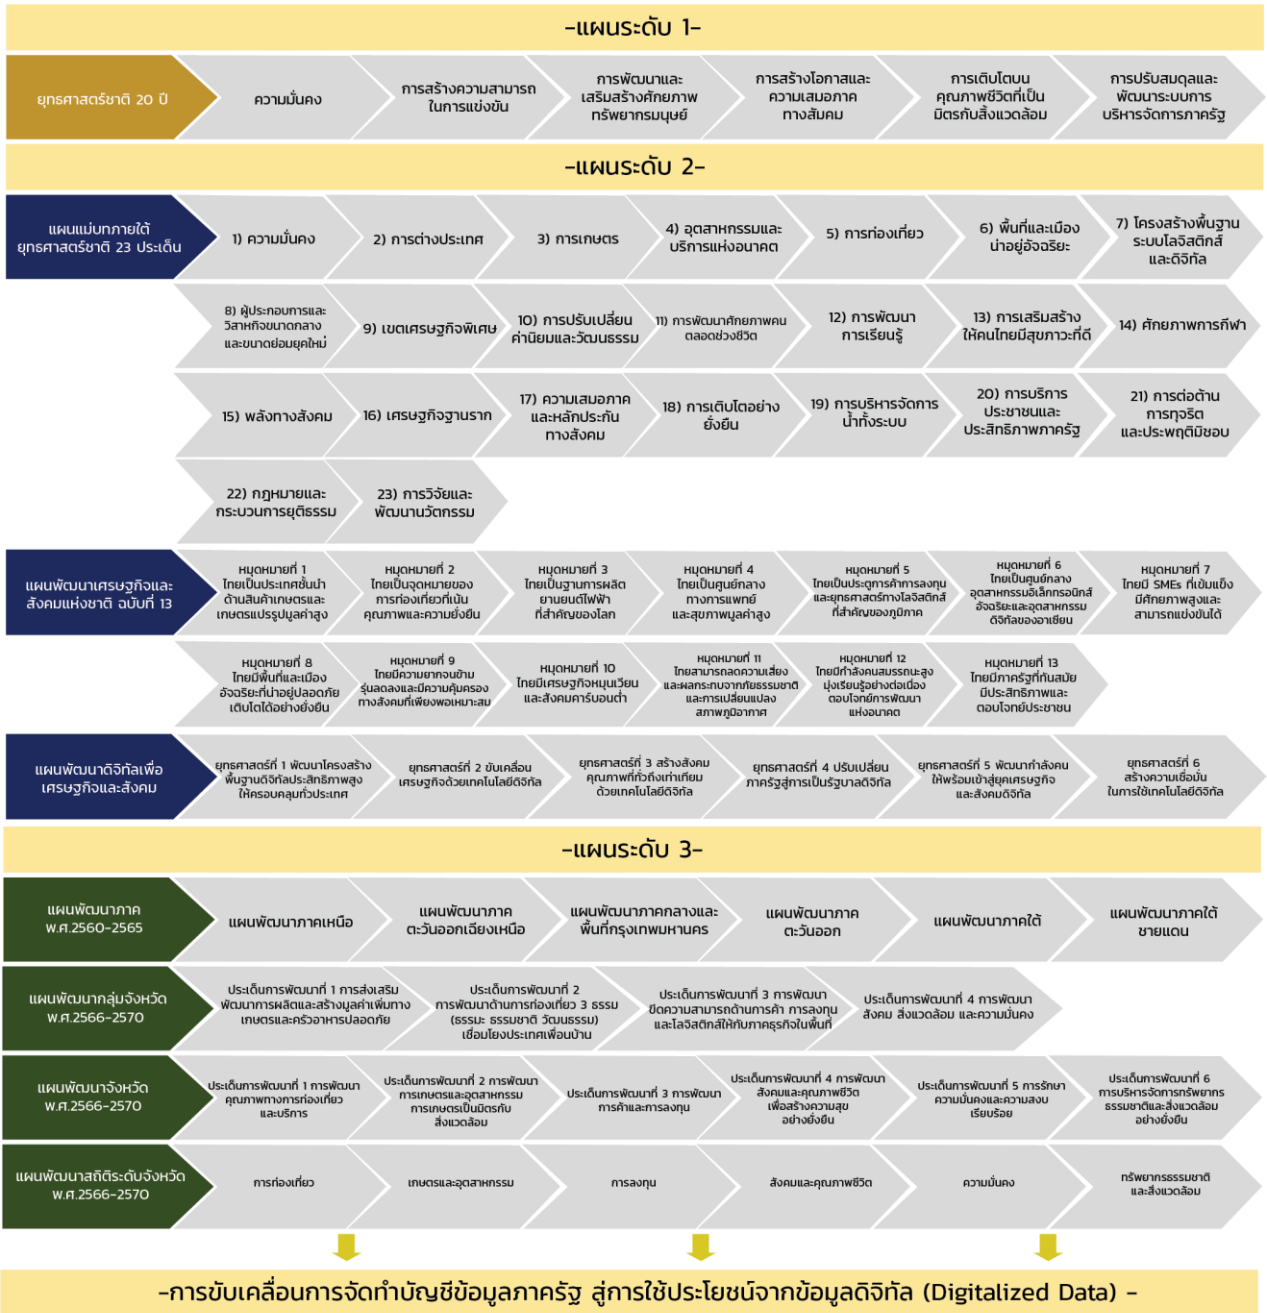 -แผนระดับ 1-
ยุทธศาสตร์ชาติ 20 ปี
ความมั่นคง
การสร้างความสามารถ
ในการแข่งขัน
การพัฒนาและ
เสริมสร้างศักยภาพ
ทรัพยากรมนุษย์
การสร้างโอกาสและ
ความเสมอภาค
ทางสัมคม
การเติบโตบน
คุณภาพชีวิตที่เป็น
มิตรกับสิ้งแวดล้อม
การปรับสมดุลและ
พัฒนาระบบการ
บริหารจัดการภาครัฐ
-แผนระดับ 2-
แผนแม่บทภายใต้
ยุทธศาสตร์ชาติ 23 ประเด็น
1) ความมั่นคง
2) การต่างประเทศ
3) การเกษตร
4) อุตสาหกรรมและ
บริการแห่งอนาคต
5) การท่องเที่ยว
6) พื้นที่และเมือง
น่าอยู่อัจฉริยะ
7) โครงสร้างพื้นฐาน
ระบบโลจิสติกส์
และดิจิทัล
8) ผู้ประกอบการและ
วิสาหกิจขนาดกลาง
และขนาดย่อมยุคใหม่
9) เขตเศรษฐกิจพิเศษ
10) การปรับเปลี่ยน
ค่านิยมและวัฒนธรรม
11) การพัฒนาศักยภาพคน
ตลอดช่วงชีวิต
12) การพัฒนา
การเรียนรู้
13) การเสริมสร้าง
ให้คนไทยมีสุขภาวะที่ดี
14) ศักยภาพการกีฬา
15) พลังทางสังคม
16) เศรษฐกิจฐานราก
17) ความเสมอภาค
และหลักประกัน
ทางสังคม
18) การเติบโตอย่าง
ยั่งยืน
19) การบริหารจัดการ
น้ำทั้งระบบ
20) การบริการ
ประชาชนและ
ประสิทธิภาพภาครัฐ
21) การต่อต้าน
การทุจริต
และประพฤติมิชอบ
22) กฎหมายและ
กระบวนการยุติธรรม
23) การวิจัยและ
พัฒนานวัตกรรม
แผนพัฒนาเศรษฐกิจและ
สังคมแห่งชาติ ฉบับที่ 13
หมุดหมายที่ 1
ไทยเป็นประเทศชั้นนำ
ด้านสินค้าเกษตรและ
เกษตรแปรรูปมูลค่าสูง
หมุดหมายที่ 2
ไทยเป็นจุดหมายของ
การท่องเที่ยวที่เน้น
คุณภาพและความยั่งยืน
หมุดหมายที่ 3
ไทยเป็นฐานการผลิต
ยานยนต์ไฟฟ้า
ที่สำคัญของโลก
หมุดหมายที่ 4
ไทยเป็นศูนย์กลาง
ทางการแพทย์
และสุขภาพมูลค่าสูง
หมุดหมายที่ 5
ไทยเป็นประตูการค้าการลงทุน
และยุทธศาสตร์ทางโลจิสติกส์
ที่สำคัญของภูมิภาค
หมุดหมายที่ 6
ไทยเป็นศูนย์กลาง
อุตสาหกรรมอิเล็กทรอนิกส์
อัจฉริยะและอุตสาหกรรม
ดิจิทัลของอาเซียน
หมุดหมายที่ 7
ไทยมี SMEs ที่เข้มแข็ง
มีศักยภาพสูงและ
สามารถแข่งขันได้
หมุดหมายที่ 8
ไทยมีพื้นที่และเมือง
อัจฉริยะที่น่าอยู่ปลอดภัย
เติบโตได้อย่างยั่งยืน
หมุดหมายที่ 9
ไทยมีความยากจนข้าม
รุ่นลดลงและมีความคุ้มครอง
ทางสังคมที่เพียงพอเหมาะสม
หมุดหมายที่ 10
ไทยมีเศรษฐกิจหมุนเวียน
และสังคมคาร์บอนต่ำ
หมุดหมายที่ 11
ไทยสามารถลดความเสี่ยง
และผลกระทบจากภัยธรรมชาติ
และการเปลี่ยนแปลง
สภาพภูมิอากาศ
หมุดหมายที่ 12
ไทยมีกำลังคนสมรรถนะสูง
มุ่งเรียนรู้อย่างต่อเนื่อง
ตอบโจทย์การพัฒนา
แห่งอนาคต
หมุดหมายที่ 13
ไทยมีภาครัฐที่ทันสมัย
มีประสิทธิภาพและ
ตอบโจทย์ประชาชน
แผนพัฒนาดิจิทัลเพื่อ
เศรษฐกิจและสังคม
ยุทธศาสตร์ที่ 1 พัฒนาโครงสร้าง
พื้นฐานดิจิทัลประสิทธิภาพสูง
ให้ครอบคลุมทั่วประเทศ
ยุทธศาสตร์ที่ 2 ขับเคลื่อน
เศรษฐกิจด้วยเทคโนโลยีดิจิทัล
ยุทธศาสตร์ที่ 3 สร้างสังคม
คุณภาพที่ทั่วถึงเท่าเทียม
ด้วยเทคโนโลยีดิจิทัล
ยุทธศาสตร์ที่ 4 ปรับเปลี่ยน
ภาครัฐสู่การเป็นรัฐบาลดิจิทัล
ยุทธศาสตร์ที่ 5 พัฒนากำลังคน
ให้พร้อมเข้าสู่ยุคเศรษฐกิจ
และสังคมดิจิทัล
ยุทธศาสตร์ที่ 6
สร้างความเชื่อมั่น
ในการใช้เทคโนโลยีดิจิทัล
-แผนระดับ 3-
แผนพัฒนาภาค
พ.ศ.2560-2565
แผนพัฒนาภาคเหนือ
แผนพัฒนาภาค
ตะวันออกเฉียงเหนือ
แผนพัฒนาภาคกลางและ
พื้นที่กรุงเทพมหานคร
แผนพัฒนาภาค
ตะวันออก
แผนพัฒนาภาคใต้
แผนพัฒนาภาคใต้
ชายแดน
แผนพัฒนากลุ่มจังหวัด
พ.ศ.2566-2570
ประเด็นการพัฒนาที่ 1 การส่งเสริม
พัฒนาการผลิตและสร้างมูลค่าเพิ่มทาง
เกษตรและครัวอาหารปลอดภัย
ประเด็นการพัฒนาที่ 2
การพัฒนาด้านการท่องเที่ยว 3 ธรรม
(ธรรมะ ธรรมชาติ วัฒนธรรม)
เชื่อมโยงประเทศเพื่อนบ้าน
ประเด็นการพัฒนาที่ 3 การพัฒนา
ขีดความสามารถด้านการค้า การลงทุน
และโลจิสติกส์ให้กับภาคธุรกิจในพื้นที่
ประเด็นการพัฒนาที่ 4 การพัฒนา
สังคม สิ่งแวดล้อม และความมั่นคง
แผนพัฒนาจังหวัด
พ.ศ.2566-2570
ประเด็นการพัฒนาที่ 1 การพัฒนา
คุณภาพทางการท่องเที่ยว
และบริการ
ประเด็นการพัฒนาที่ 2 การพัฒนา
การเกษตรและอุตสาหกรรม
การเกษตรเป็นมิตรกับ
สิ่งแวดล้อม
ประเด็นการพัฒนาที่ 3 การพัฒนา
การค้าและการลงทุน
ประเด็นการพัฒนาที่ 4 การพัฒนา
สังคมและคุณภาพชีวิต
เพื่อสร้างความสุข
อย่างยั่งยืน
ประเด็นการพัฒนาที่ 5 การรักษา
ความมั่นคงและความสงบ
เรียบร้อย
ประเด็นการพัฒนาที่ 6
การบริหารจัดการทรัพยากร
ธรรมชาติและสิ่งแวดล้อม
อย่างยั่งยืน
แผนพัฒนาสถิติระดับจังหวัด
พ.ศ.2566-2570
การท่องเที่ยว
เกษตรและอุตสาหกรรม
การลงทุน
สังคมและคุณภาพชีวิต
ความมั่นคง
ทรัพยากรธรรมชาติ
และสิ่งแวดล้อม
-การขับเคลื่อนการจัดทำบัญชีข้อมูลภาครัฐ สู่การใช้ประโยชน์จากข้อมูลดิจิทัล (Digitalized Data) -